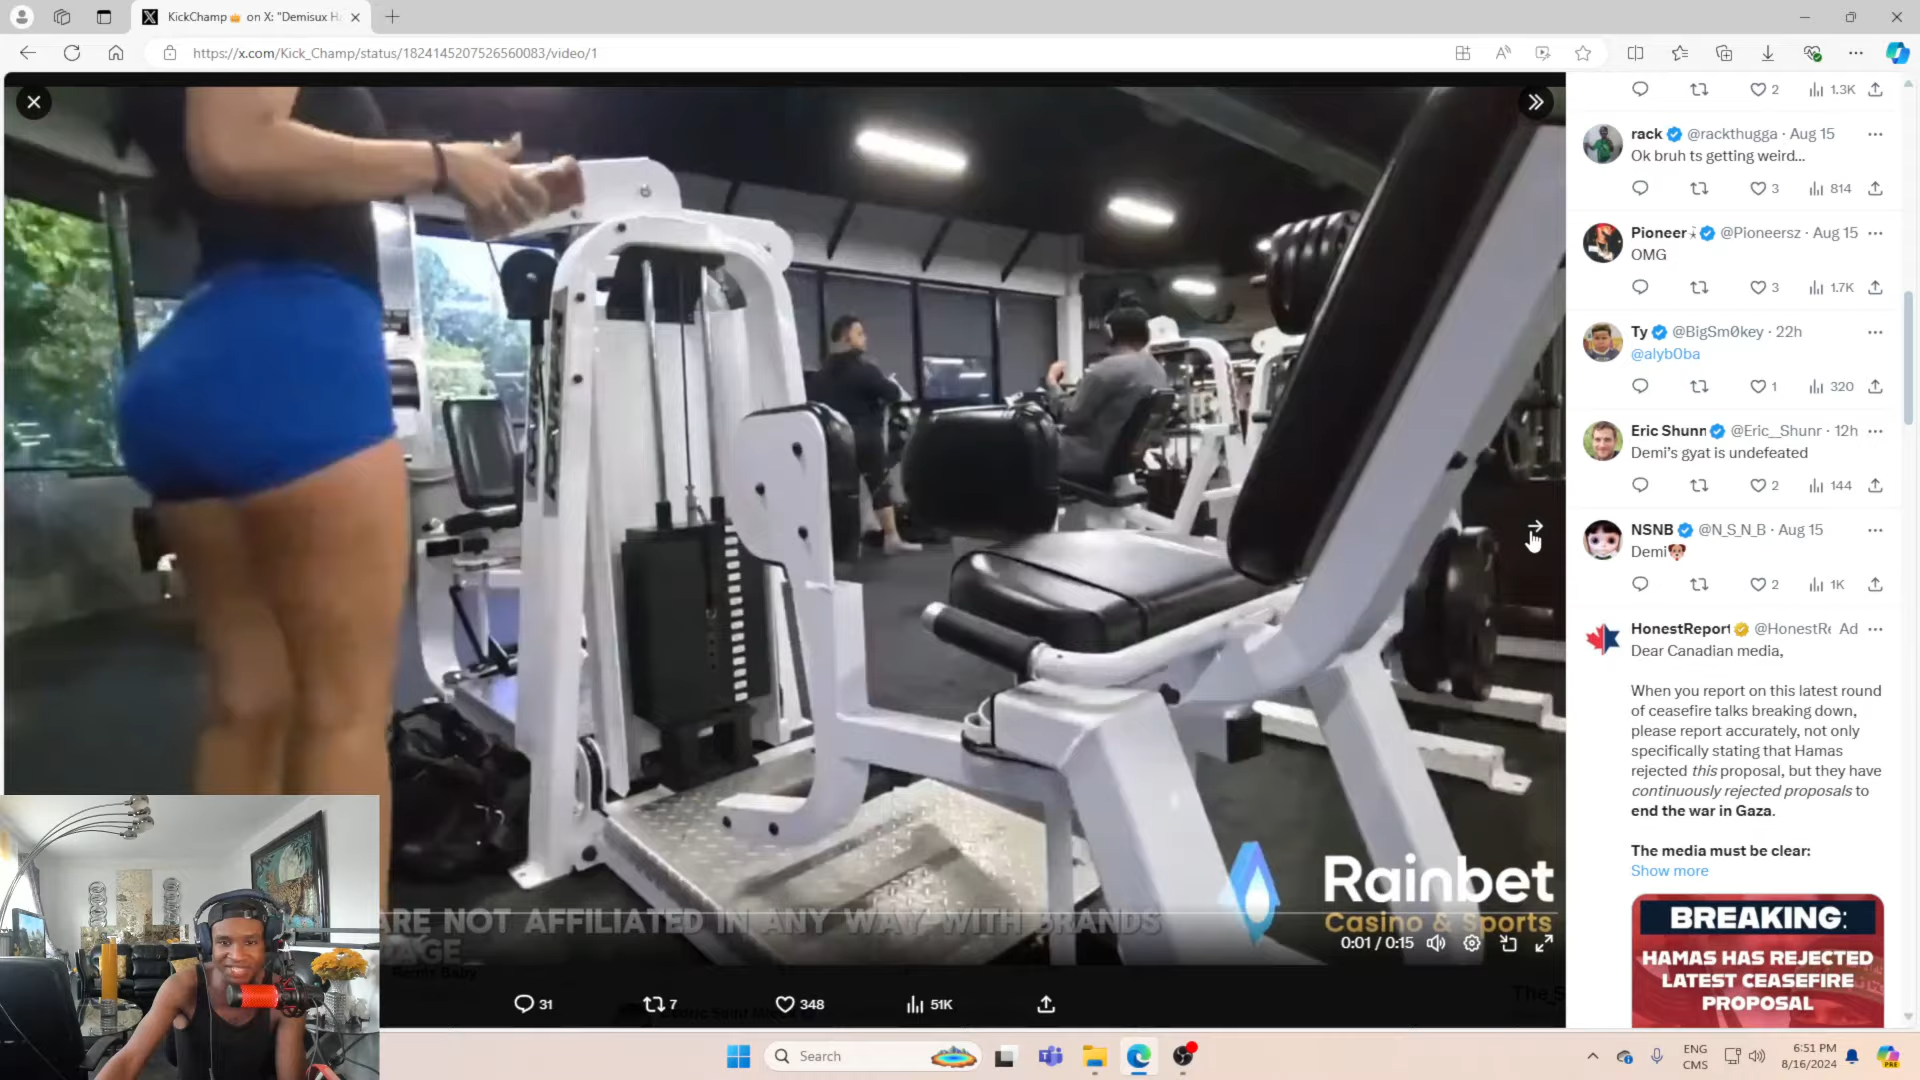 KickChamp 👑 on X: "Demisux Ha
https://x.com/Kick_Champ/status/1824145207526560083/video/1
2 1.3K
rack @rackthugga · Aug 15
Ok bruh ts getting weird...
3 814
Pioneer @Pioneersz · Aug 15
OMG
3 1.7K
Ty @BigSm0key · 22h
@alyb0ba
1 320
Eric Shunn @Eric__Shunr · 12h
Demi's gyat is undefeated
2 144
NSNB @N_S_N_B · Aug 15
Demi🐶
2 1K
HonestReport @HonestRe Ad
Dear Canadian media,
When you report on this latest round
of ceasefire talks breaking down,
please report accurately, not only
specifically stating that Hamas
rejected this proposal, but they have
continuously rejected proposals to
end the war in Gaza.
The media must be clear:
Show more
BREAKING:
HAMAS HAS REJECTED
LATEST CEASEFIRE
PROPOSAL
Rainbet
Casino & Sports
ARE NOT AFFILIATED IN ANY WAY WITH BRANDS
0:01 / 0:15
31 7 348 51K
Search
ENG
CMS
6:51 PM
8/16/2024